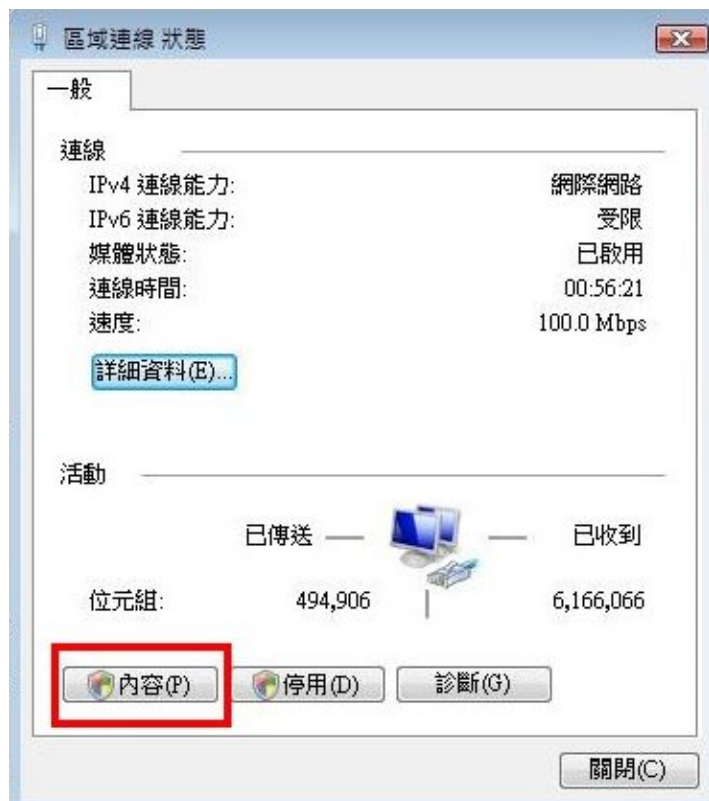 區域連線 狀態
一般
連線
IPv4 連線能力: 網際網路
IPv6 連線能力: 受限
媒體狀態: 已啟用
連線時間: 00:56:21
速度: 100.0 Mbps
詳細資料(E)...
活動
已傳送 — — 已收到
位元組: 494,906 6,166,066
內容(P) 停用(D) 診斷(G)
關閉(C)